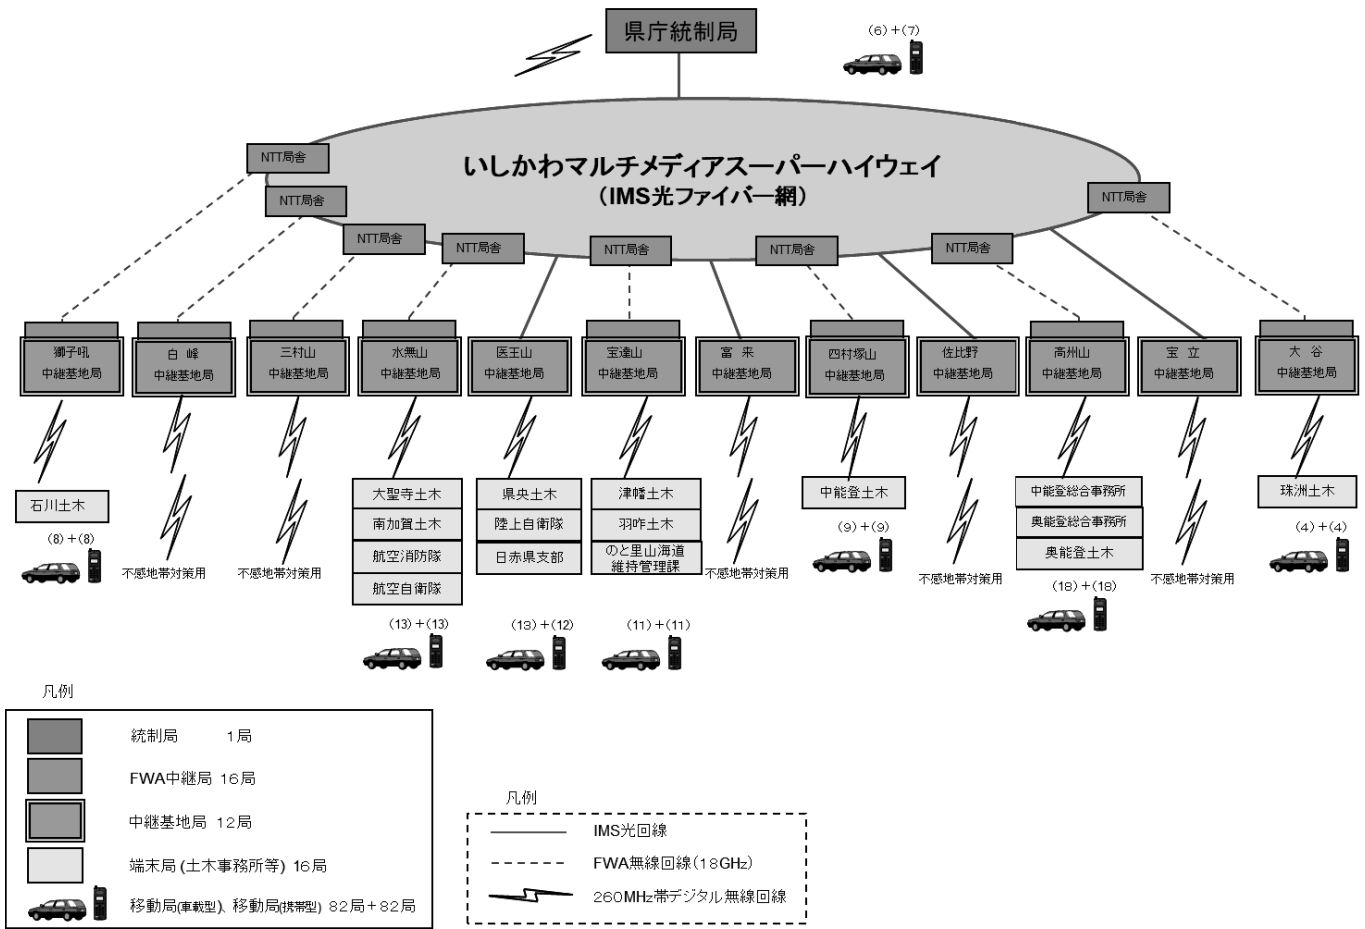 県庁統制局
(6)+(7)
いしかわマルチメディアスーパーハイウェイ
(IMS光ファイバー網)
NTT局舎
NTT局舎
NTT局舎
NTT局舎
NTT局舎
NTT局舎
NTT局舎
NTT局舎
獅子吼
中継基地局
白 峰
中継基地局
三村山
中継基地局
水無山
中継基地局
医王山
中継基地局
宝達山
中継基地局
富 来
中継基地局
四村塚山
中継基地局
佐比野
中継基地局
高州山
中継基地局
宝 立
中継基地局
大 谷
中継基地局
石川土木
(8)+(8)
不感地帯対策用
不感地帯対策用
大聖寺土木
南加賀土木
航空消防隊
航空自衛隊
(13)+(13)
県央土木
陸上自衛隊
日赤県支部
(13)+(12)
津幡土木
羽咋土木
のと里山海道
維持管理課
(11)+(11)
不感地帯対策用
中能登土木
(9)+(9)
不感地帯対策用
中能登総合事務所
奥能登総合事務所
奥能登土木
(18)+(18)
不感地帯対策用
珠洲土木
(4)+(4)
凡例
統制局 1局
FWA中継局 16局
中継基地局 12局
端末局(土木事務所等) 16局
移動局(車載型)、移動局(携帯型) 82局+82局
凡例
IMS光回線
FWA無線回線(18GHz)
260MHz帯デジタル無線回線